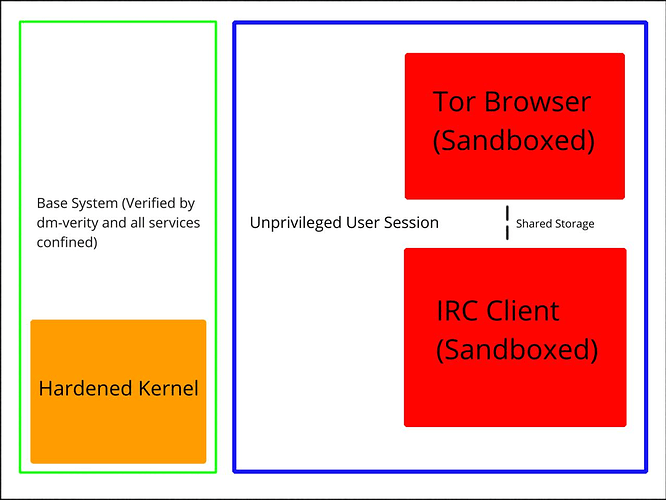 Base System (Verified by
dm-verity and all services
confined)
Hardened Kernel
Unprivileged User Session
Tor Browser
(Sandboxed)
Shared Storage
IRC Client
(Sandboxed)